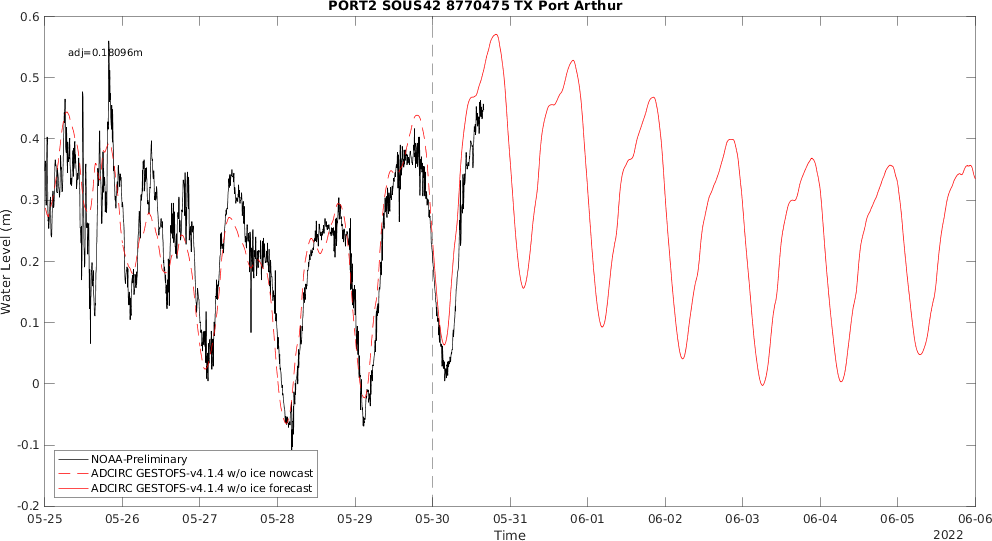 PORT2 SOUS42 8770475 TX Port Arthur
adj=0.18096m
0.6
0.5
0.4
0.3
0.2
0.1
0
-0.1
-0.2
Water Level (m)
NOAA-Preliminary
ADCIRC GESTOFS-v4.1.4 w/o ice nowcast
ADCIRC GESTOFS-v4.1.4 w/o ice forecast
05-25 05-26 05-27 05-28 05-29 05-30 05-31 06-01 06-02 06-03 06-04 06-05 06-06
Time
2022